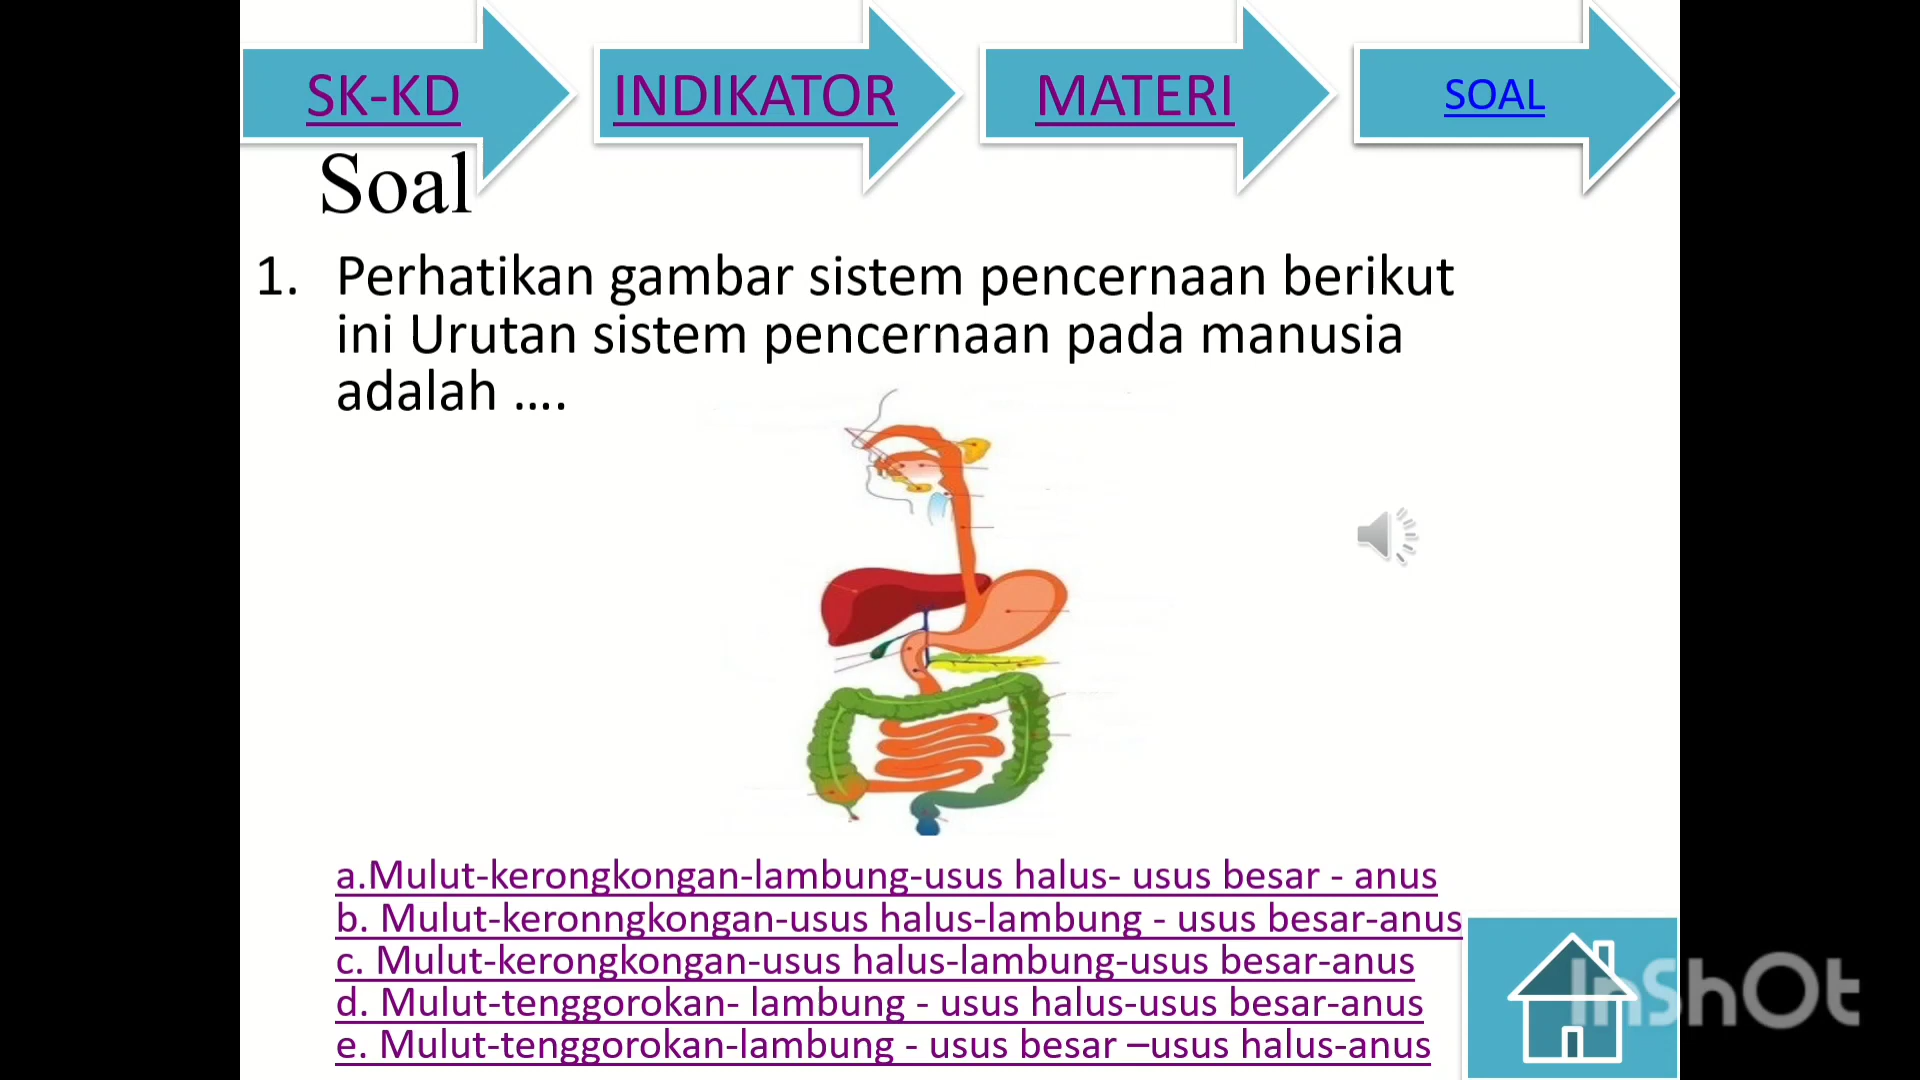 SK-KD
INDIKATOR
MATERI
SOAL
Soal
1. Perhatikan gambar sistem pencernaan berikut
ini Urutan sistem pencernaan pada manusia
adalah ....
a.Mulut-kerongkongan-lambung-usus halus- usus besar - anus
b. Mulut-keronngkongan-usus halus-lambung - usus besar-anus
c. Mulut-kerongkongan-usus halus-lambung-usus besar-anus
d. Mulut-tenggorokan- lambung - usus halus-usus besar-anus
e. Mulut-tenggorokan-lambung - usus besar –usus halus-anus
InShOt